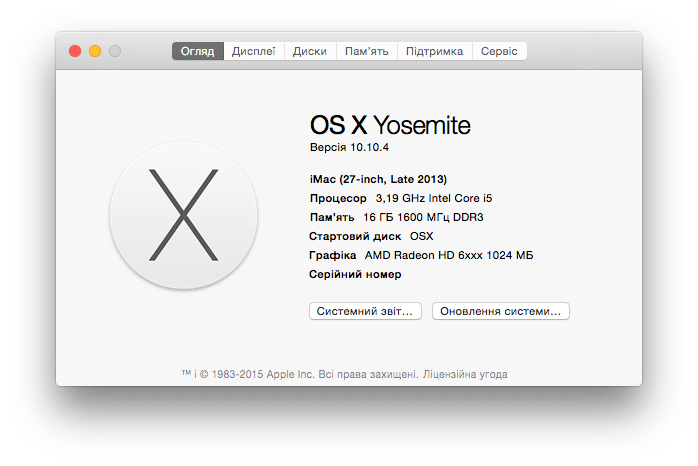 Огляд Дисплеї Диски Пам'ять Підтримка Сервіс
OS X Yosemite
Версія 10.10.4
iMac (27-inch, Late 2013)
Процесор 3,19 GHz Intel Core i5
Пам'ять 16 ГБ 1600 МГц DDR3
Стартовий диск OSX
Графіка AMD Radeon HD 6xxx 1024 МБ
Серійний номер
Системний звіт... Оновлення системи...
™ і © 1983-2015 Apple Inc. Всі права захищені. Ліцензійна угода